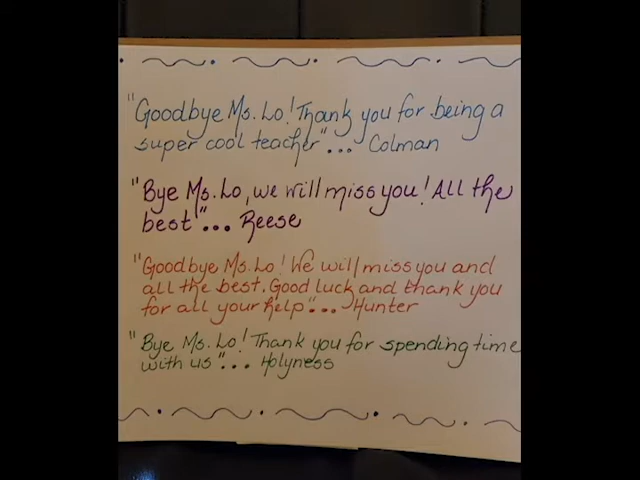 "Goodbye Ms. Lo! Thank you for being a
super cool teacher"... Colman
"Bye Ms. Lo, we will miss you! All the
best"... Reese
"Goodbye Ms. Lo! We will miss you and
all the best. Good luck and thank you
for all your help"... Hunter
"Bye Ms. Lo! Thank you for spending time
with us"... Holyness